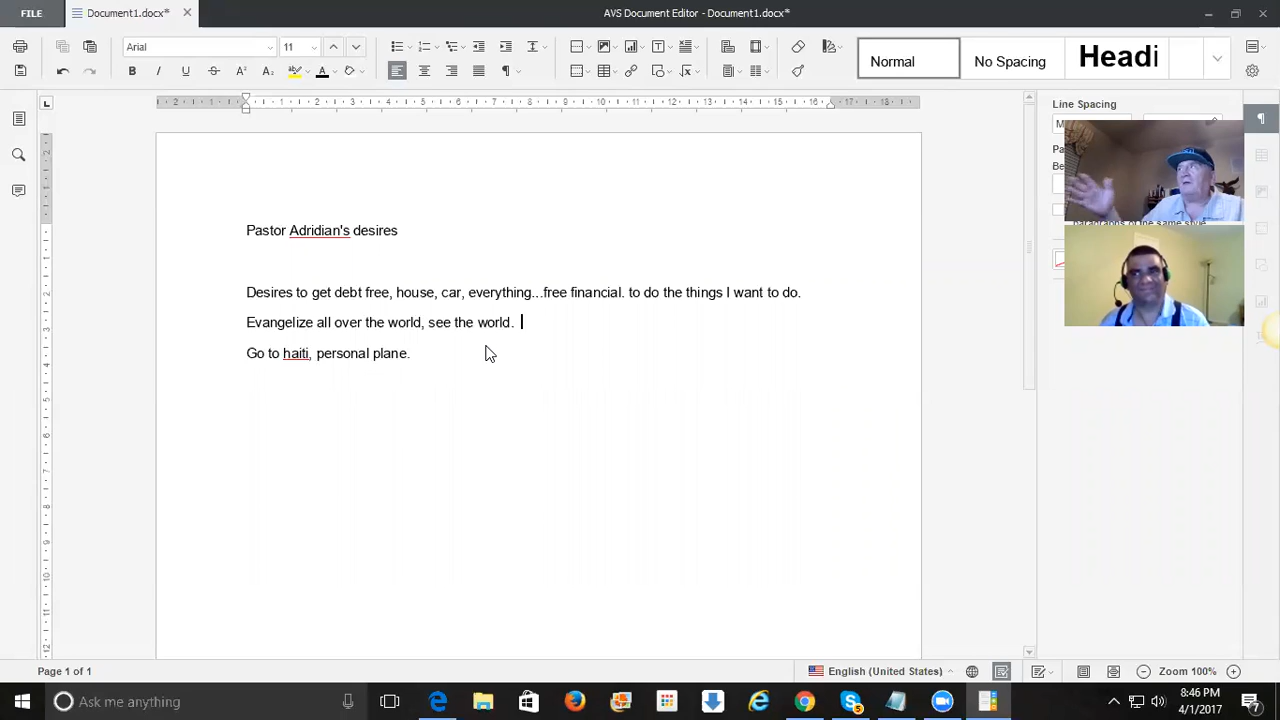 FILE
Document1.docx*
AVS Document Editor - Document1.docx*
Arial
11
Normal
No Spacing
Headi
Line Spacing
Pastor Adridian's desires
Desires to get debt free, house, car, everything...free financial. to do the things I want to do.
Evangelize all over the world, see the world.
Go to haiti, personal plane.
Page 1 of 1
English (United States)
Zoom 100%
Ask me anything
8:46 PM
4/1/2017